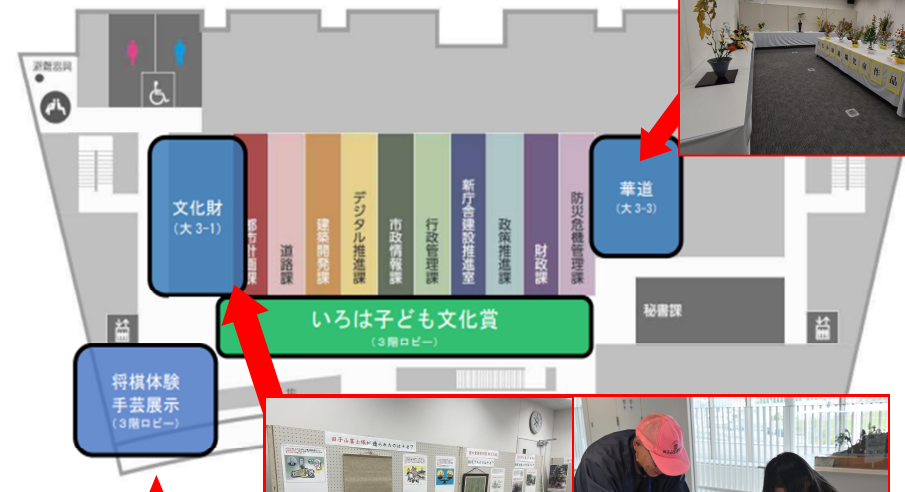 避難器具
文化財
(大3-1)
都市計画課
道路課
建築開発課
デジタル推進課
市政情報課
行政管理課
新庁舎建設推進室
政策推進課
財政課
防災危機管理課
華道
(大3-3)
いろは子ども文化賞
(3階ロビー)
秘書課
将棋体験
手芸展示
(3階ロビー)
作品